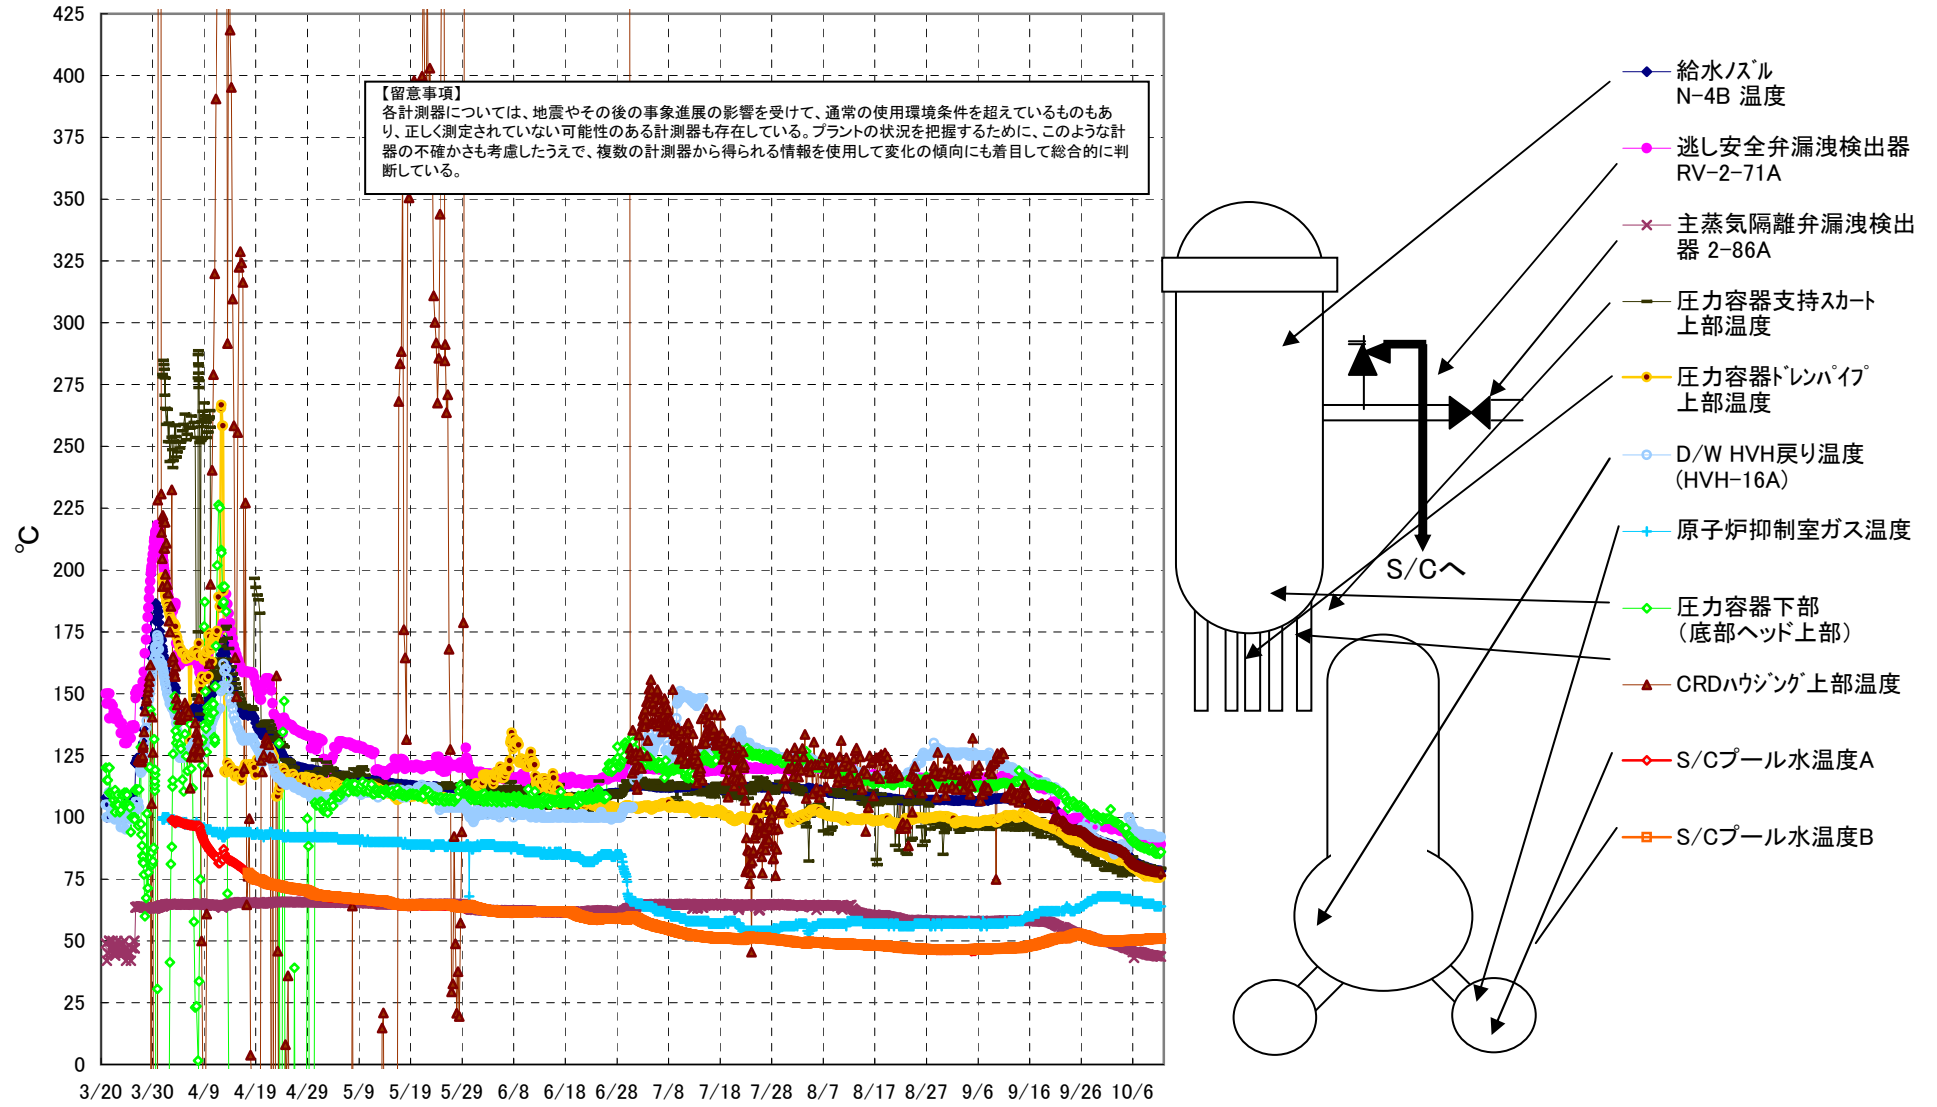 425
400
375
350
325
300
275
250
225
200
175
150
125
100
75
50
25
0
℃
3/20 3/30 4/9 4/19 4/29 5/9 5/19 5/29 6/8 6/18 6/28 7/8 7/18 7/28 8/7 8/17 8/27 9/6 9/16 9/26 10/6
【留意事項】
各計測器については、地震やその後の事象進展の影響を受けて、通常の使用環境条件を超えているものもあ
り、正しく測定されていない可能性のある計測器も存在している。プラントの状況を把握するために、このような計
器の不確かさも考慮したうえで、複数の計測器から得られる情報を使用して変化の傾向にも着目して総合的に判
断している。
S/Cへ
給水ﾉｽﾞﾙ
N-4B 温度
逃し安全弁漏洩検出器
RV-2-71A
主蒸気隔離弁漏洩検出
器 2-86A
圧力容器支持ｽｶｰﾄ
上部温度
圧力容器ﾄﾞﾚﾝﾊﾟｲﾌﾟ
上部温度
D/W HVH戻り温度
(HVH-16A)
原子炉抑制室ガス温度
圧力容器下部
（底部ヘッド上部）
CRDﾊｳｼﾞﾝｸﾞ上部温度
S/Cプール水温度A
S/Cプール水温度B